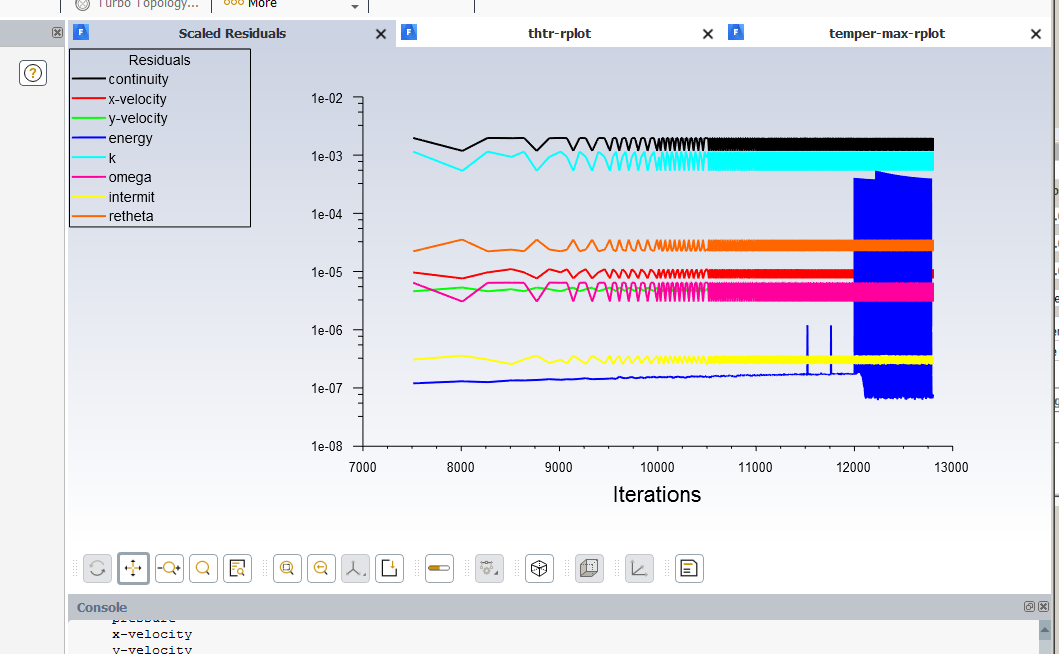 Turbo Topology...
More
Scaled Residuals
thtr-rplot
temper-max-rplot
Residuals
continuity
x-velocity
y-velocity
energy
k
omega
intermit
retheta
1e-02
1e-03
1e-04
1e-05
1e-06
1e-07
1e-08
7000 8000 9000 10000 11000 12000 13000
Iterations
Console
pressure
x-velocity
y-velocity